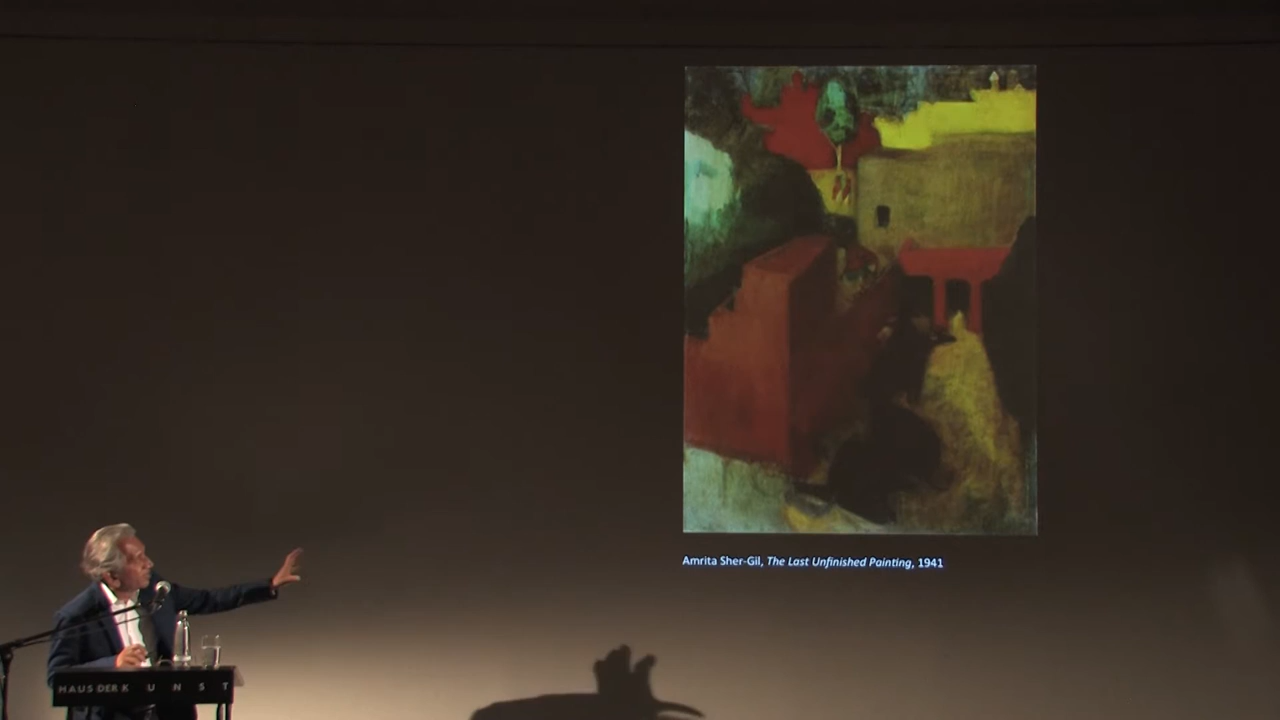 Amrita Sher-Gil, The Last Unfinished Painting, 1941
HAUS DER K U N S T